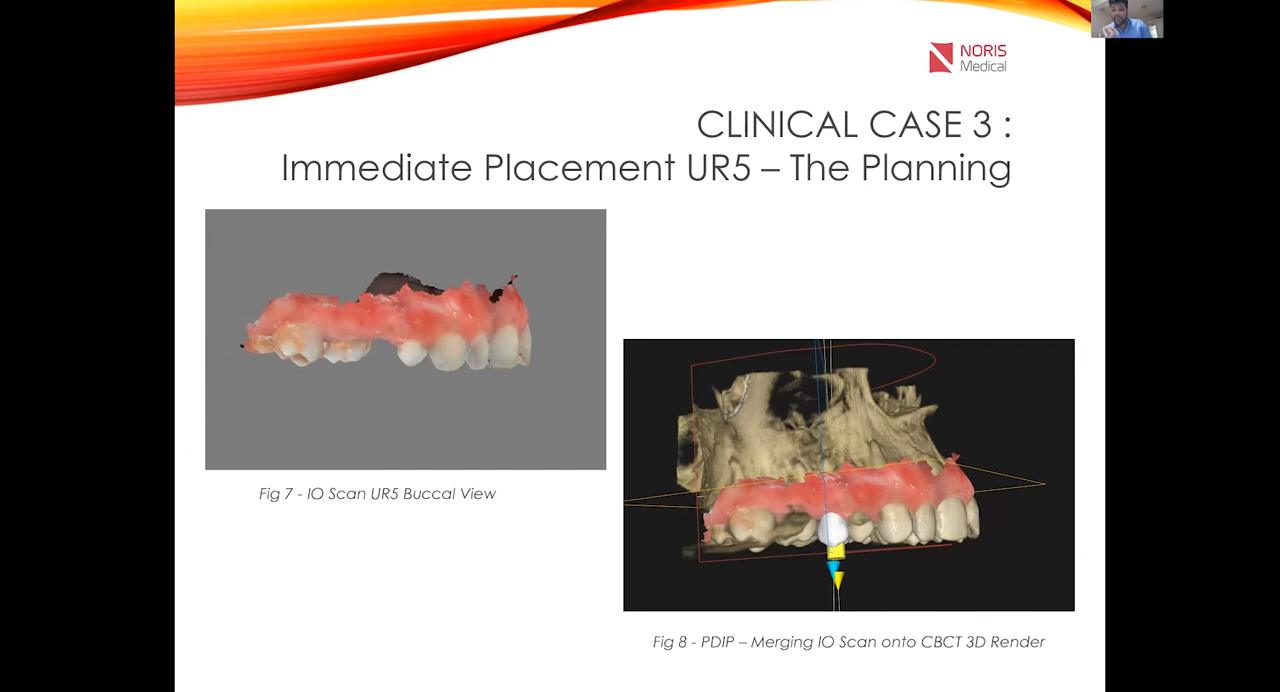 NORIS
Medical
CLINICAL CASE 3 :
Immediate Placement UR5 – The Planning
Fig 7 - IO Scan UR5 Buccal View
Fig 8 - PDIP – Merging IO Scan onto CBCT 3D Render